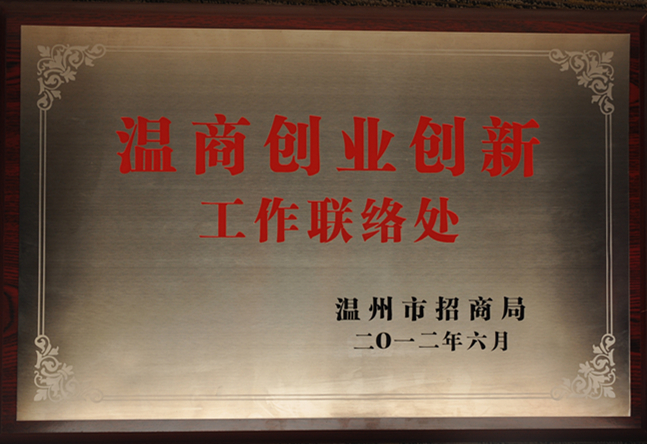 温商创业创新
工作联络处
温州市招商局
二O一二年六月